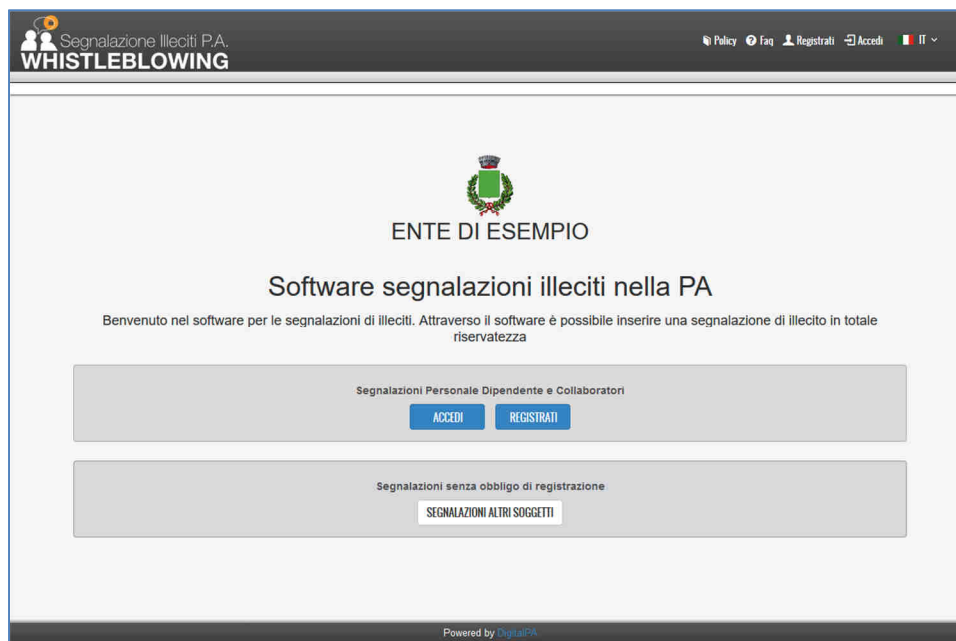 Segnalazione Illeciti P.A.
WHISTLEBLOWING
Policy Faq Registrati Accedi IT
ENTE DI ESEMPIO
Software segnalazioni illeciti nella PA
Benvenuto nel software per le segnalazioni di illeciti. Attraverso il software è possibile inserire una segnalazione di illecito in totale
riservatezza
Segnalazioni Personale Dipendente e Collaboratori
ACCEDI REGISTRATI
Segnalazioni senza obbligo di registrazione
SEGNALAZIONI ALTRI SOGGETTI
Powered by DigitalPA